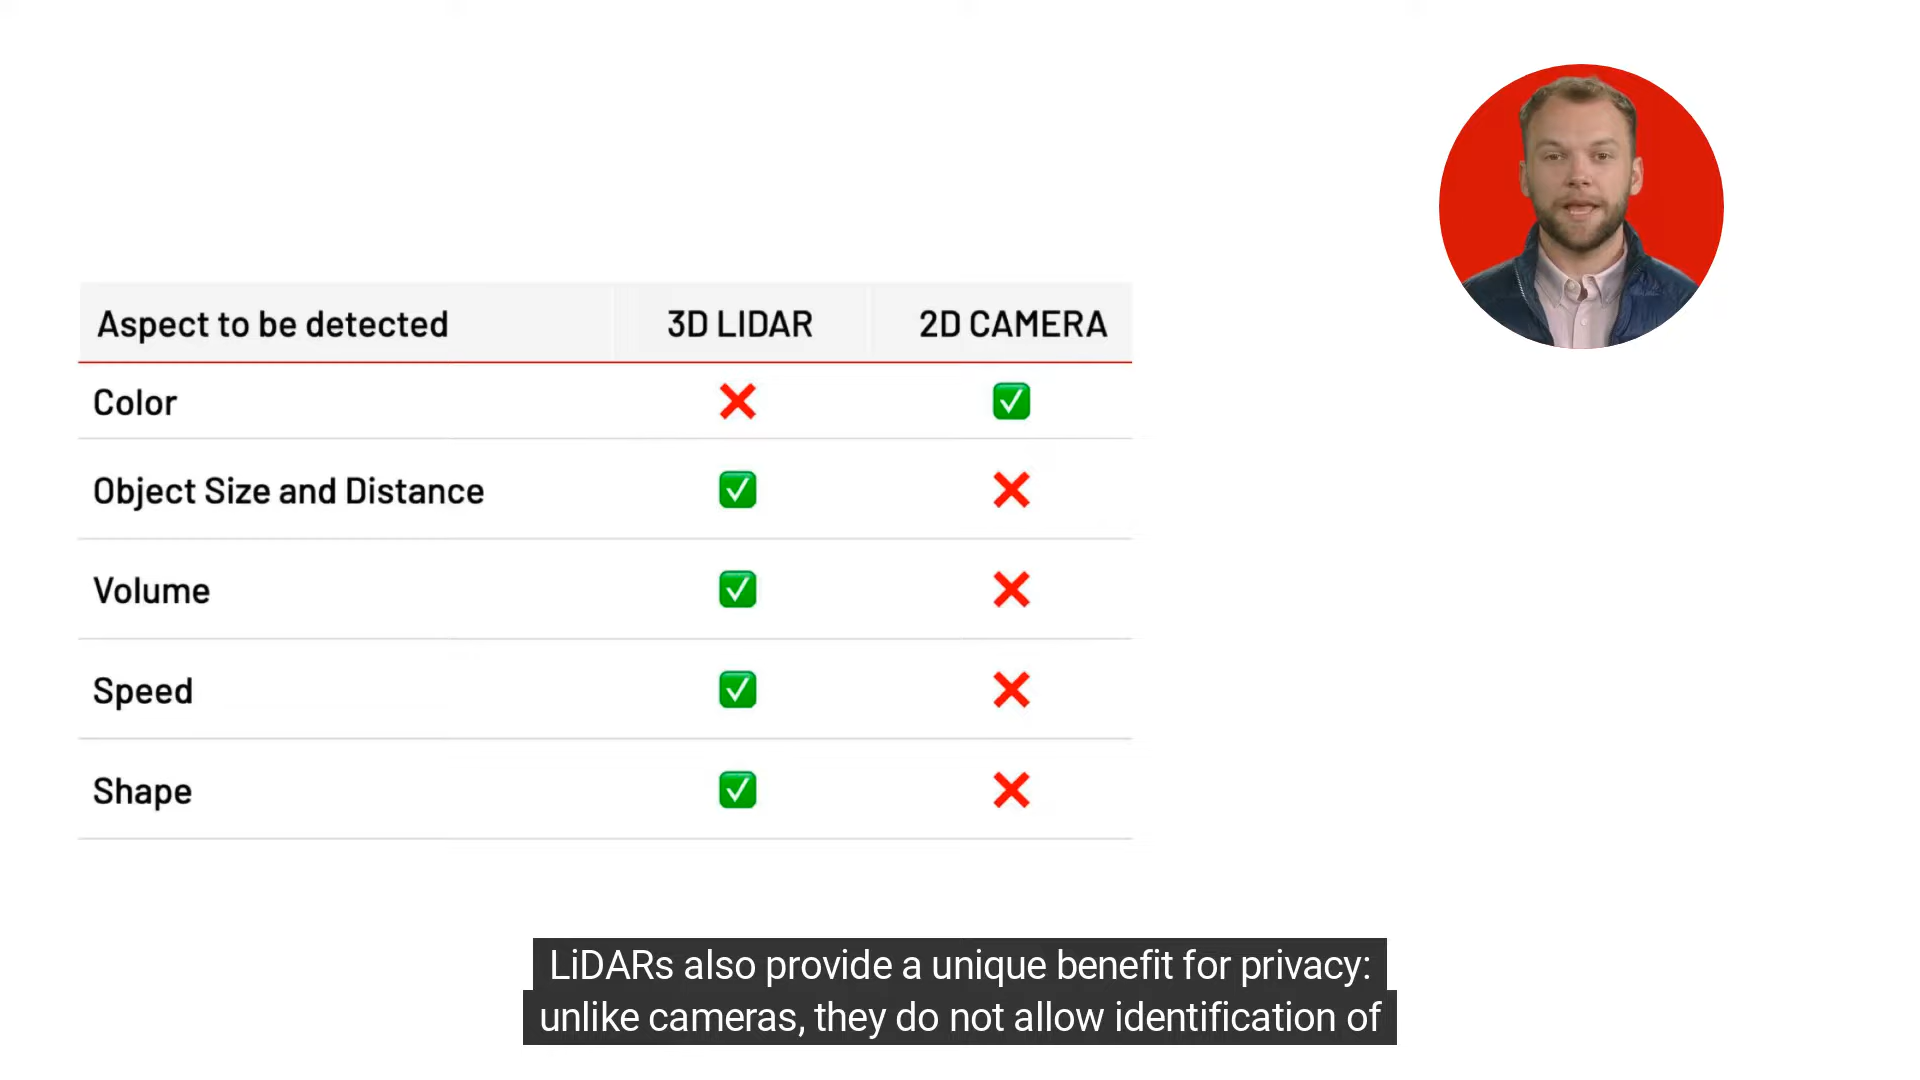 Aspect to be detected 3D LIDAR 2D CAMERA
Color ❌ ✅
Object Size and Distance ✅ ❌
Volume ✅ ❌
Speed ✅ ❌
Shape ✅ ❌
LiDARs also provide a unique benefit for privacy:
unlike cameras, they do not allow identification of